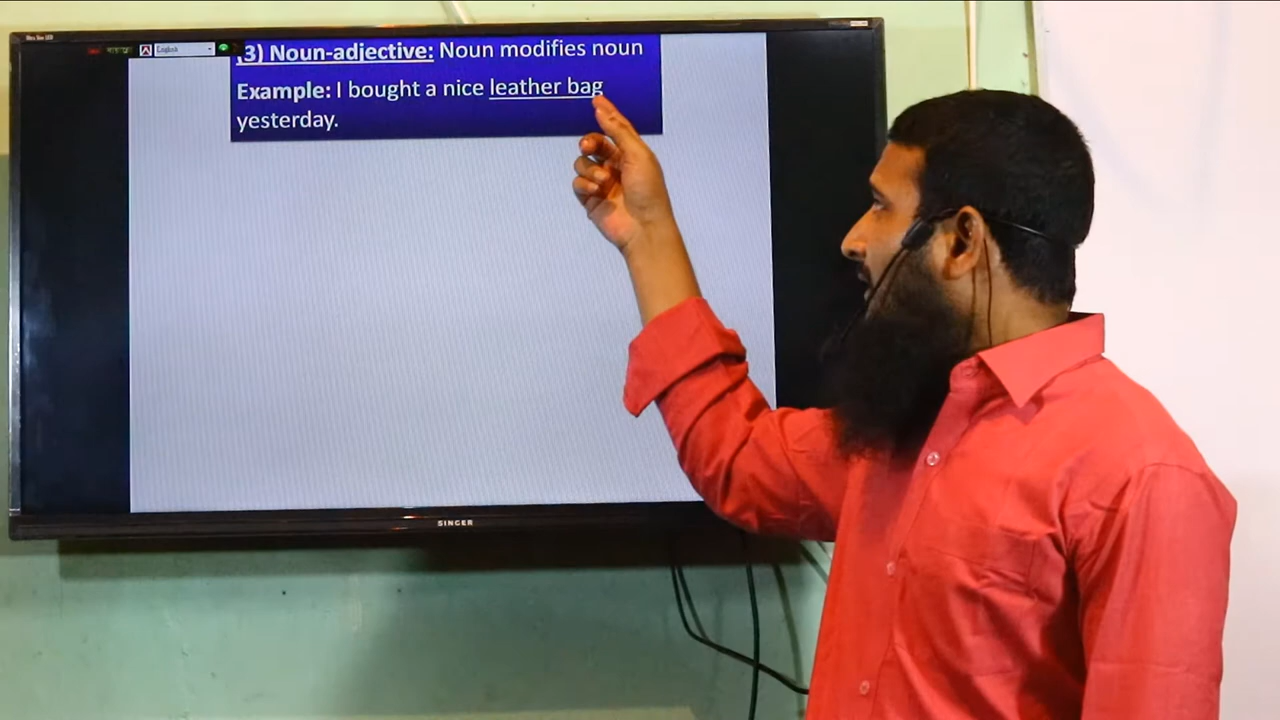 English
(3) Noun-adjective: Noun modifies noun
Example: I bought a nice leather bag
yesterday.
SINGER